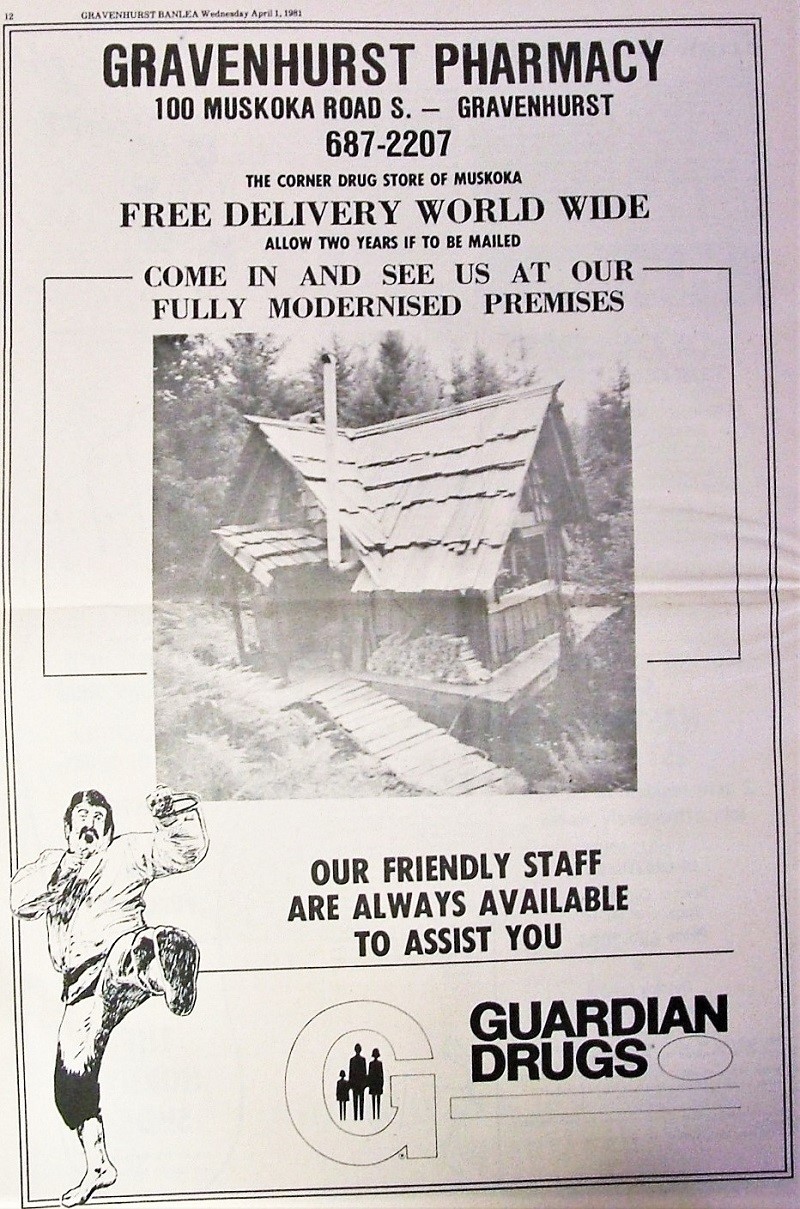 12 GRAVENHURST BANLEA Wednesday April 1, 1981
GRAVENHURST PHARMACY
100 MUSKOKA ROAD S. — GRAVENHURST
687-2207
THE CORNER DRUG STORE OF MUSKOKA
FREE DELIVERY WORLD WIDE
ALLOW TWO YEARS IF TO BE MAILED
COME IN AND SEE US AT OUR
FULLY MODERNISED PREMISES
OUR FRIENDLY STAFF
ARE ALWAYS AVAILABLE
TO ASSIST YOU
G
GUARDIAN
DRUGS